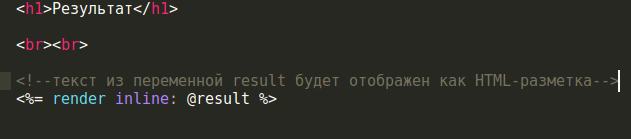 <h1>Результат</h1>
<br><br>
<!--текст из переменной result будет отображен как HTML-разметка-->
<%= render inline: @result %>